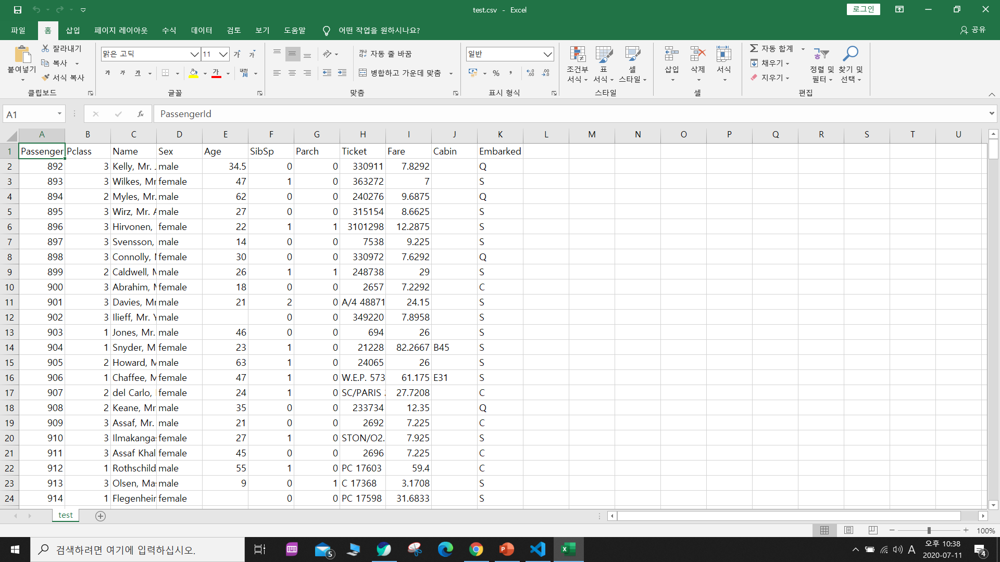 test.csv - Excel
로그인
파일 홈 삽입 페이지 레이아웃 수식 데이터 검토 보기 도움말 어떤 작업을 원하시나요? 공유
붙여넣기 잘라내기 복사 서식 복사 클립보드
맑은 고딕 11 가 가
가 가 가 가 내천 글꼴
자동 줄 바꿈
병합하고 가운데 맞춤
맞춤
일반
% ,
표시 형식
조건부 서식 표 서식 셀 스타일 스타일
삽입 삭제 서식 셀
자동 합계 채우기 지우기 정렬 및 필터 찾기 및 선택 편집
A1 fx PassengerId
A B C D E F G H I J K L M N O P Q R S T U
1 Passenger Pclass Name Sex Age SibSp Parch Ticket Fare Cabin Embarked
2 892 3 Kelly, Mr. male 34.5 0 0 330911 7.8292 Q
3 893 3 Wilkes, Mr female 47 1 0 363272 7 S
4 894 2 Myles, Mr. male 62 0 0 240276 9.6875 Q
5 895 3 Wirz, Mr. A male 27 0 0 315154 8.6625 S
6 896 3 Hirvonen, female 22 1 1 3101298 12.2875 S
7 897 3 Svensson, male 14 0 0 7538 9.225 S
8 898 3 Connolly, female 30 0 0 330972 7.6292 Q
9 899 2 Caldwell, M male 26 1 1 248738 29 S
10 900 3 Abrahim, female 18 0 0 2657 7.2292 C
11 901 3 Davies, Mr male 21 2 0 A/4 48871 24.15 S
12 902 3 Ilieff, Mr. Y male 0 0 349220 7.8958 S
13 903 1 Jones, Mr. male 46 0 0 694 26 S
14 904 1 Snyder, M female 23 1 0 21228 82.2667 B45 S
15 905 2 Howard, M male 63 1 0 24065 26 S
16 906 1 Chaffee, M female 47 1 0 W.E.P. 573 61.175 E31 S
17 907 2 del Carlo, female 24 1 0 SC/PARIS 27.7208 C
18 908 2 Keane, Mr male 35 0 0 233734 12.35 Q
19 909 3 Assaf, Mr. male 21 0 0 2692 7.225 C
20 910 3 Ilmakanga female 27 1 0 STON/O2. 7.925 S
21 911 3 Assaf Khal female 45 0 0 2696 7.225 C
22 912 1 Rothschild male 55 1 0 PC 17603 59.4 C
23 913 3 Olsen, Ma male 9 0 1 C 17368 3.1708 S
24 914 1 Flegenhei female 0 0 PC 17598 31.6833 S
test
100%
검색하려면 여기에 입력하십시오. 5 A 오후 10:38
2020-07-11 4